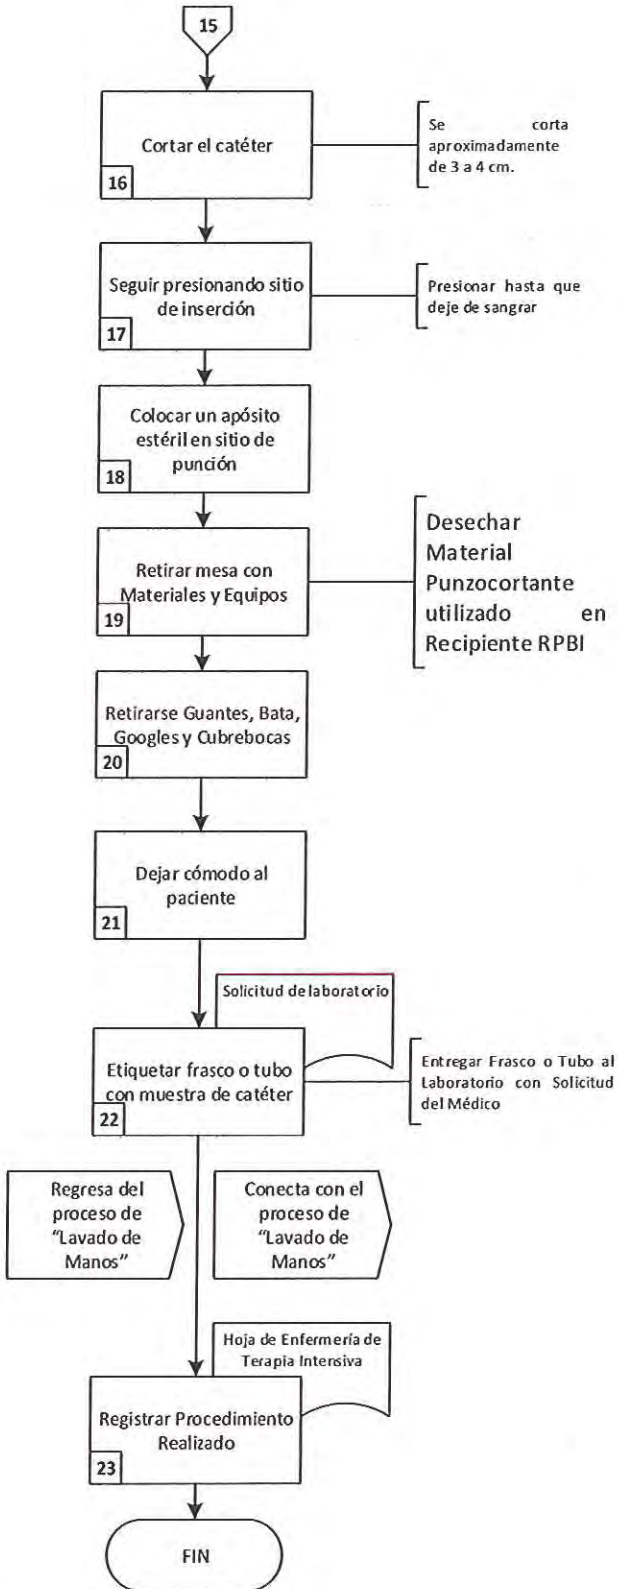 15
Cortar el catéter
16
Se corta
aproximadamente
de 3 a 4 cm.
Seguir presionando sitio
de inserción
17
Presionar hasta que
deje de sangrar
Colocar un apósito
estéril en sitio de
punción
18
Retirar mesa con
Materiales y Equipos
19
Desechar
Material
Punzocortante
utilizado en
Recipiente RPBI
Retirarse Guantes, Bata,
Googles y Cubrebocas
20
Dejar cómodo al
paciente
21
Solicitud de laboratorio
Etiquetar frasco o tubo
con muestra de catéter
22
Entregar Frasco o Tubo al
Laboratorio con Solicitud
del Médico
Regresa del
proceso de
“Lavado de
Manos”
Conecta con el
proceso de
“Lavado de
Manos”
Hoja de Enfermería de
Terapia Intensiva
Registrar Procedimiento
Realizado
23
FIN